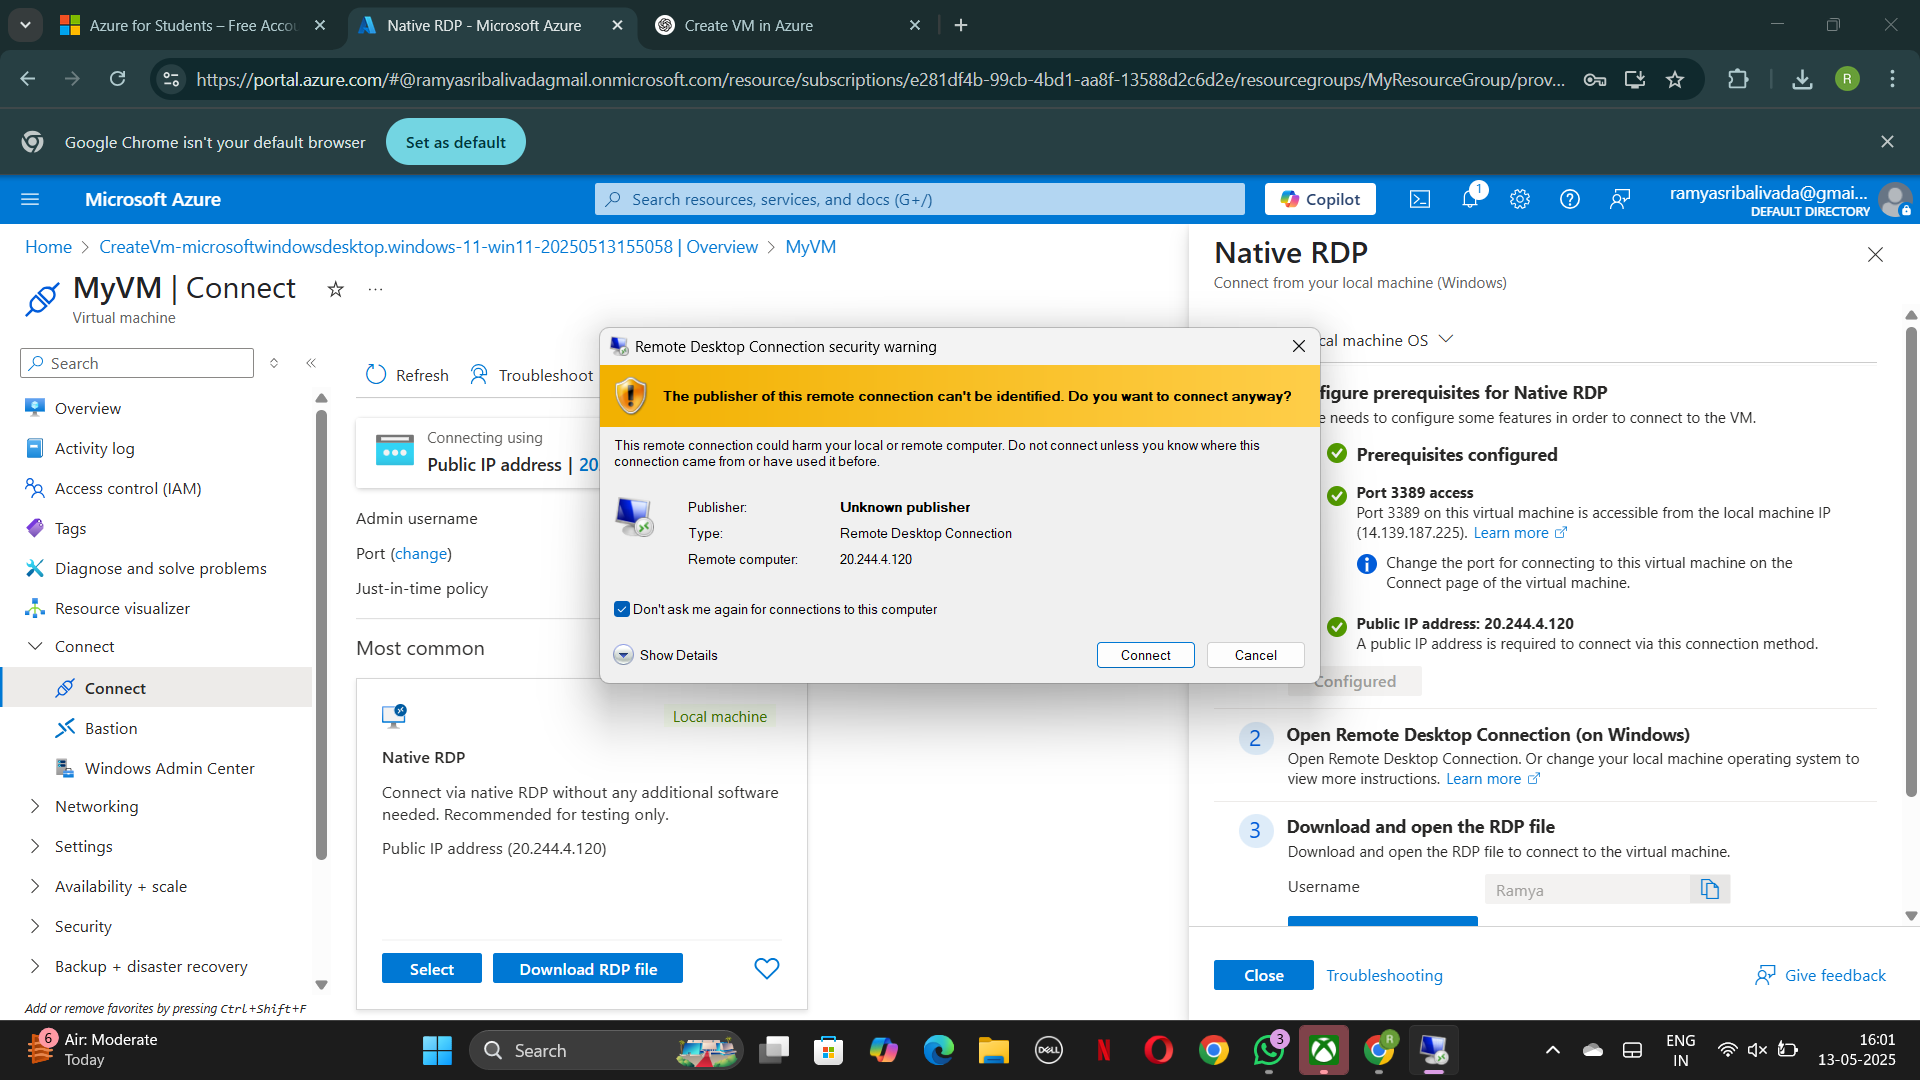 Azure for Students – Free Accou
Native RDP - Microsoft Azure
Create VM in Azure
https://portal.azure.com/#@ramyasribalivadagmail.onmicrosoft.com/resource/subscriptions/e281df4b-99cb-4bd1-aa8f-13588d2c6d2e/resourcegroups/MyResourceGroup/prov...
R
Google Chrome isn't your default browser
Set as default
Microsoft Azure
Search resources, services, and docs (G+/)
Copilot
1
ramyasribalivada@gmai...
DEFAULT DIRECTORY
Home > CreateVm-microsoftwindowsdesktop.windows-11-win11-20250513155058 | Overview > MyVM
MyVM | Connect
Virtual machine
Search
Overview
Activity log
Access control (IAM)
Tags
Diagnose and solve problems
Resource visualizer
Connect
Connect
Bastion
Windows Admin Center
Networking
Settings
Availability + scale
Security
Backup + disaster recovery
Add or remove favorites by pressing Ctrl+Shift+F
Refresh
Troubleshoot
Connecting using
Public IP address | 20
Admin username
Port (change)
Just-in-time policy
Most common
Local machine
Native RDP
Connect via native RDP without any additional software
needed. Recommended for testing only.
Public IP address (20.244.4.120)
Select
Download RDP file
Remote Desktop Connection security warning
The publisher of this remote connection can't be identified. Do you want to connect anyway?
This remote connection could harm your local or remote computer. Do not connect unless you know where this
connection came from or have used it before.
Publisher: Unknown publisher
Type: Remote Desktop Connection
Remote computer: 20.244.4.120
Don't ask me again for connections to this computer
Show Details
Connect
Cancel
Native RDP
Connect from your local machine (Windows)
cal machine OS
figure prerequisites for Native RDP
e needs to configure some features in order to connect to the VM.
Prerequisites configured
Port 3389 access
Port 3389 on this virtual machine is accessible from the local machine IP
(14.139.187.225). Learn more
Change the port for connecting to this virtual machine on the
Connect page of the virtual machine.
Public IP address: 20.244.4.120
A public IP address is required to connect via this connection method.
Configured
2 Open Remote Desktop Connection (on Windows)
Open Remote Desktop Connection. Or change your local machine operating system to
view more instructions. Learn more
3 Download and open the RDP file
Download and open the RDP file to connect to the virtual machine.
Username
Ramya
Close
Troubleshooting
Give feedback
6
Air: Moderate
Today
Search
DELL
N
3
R
ENG
IN
16:01
13-05-2025